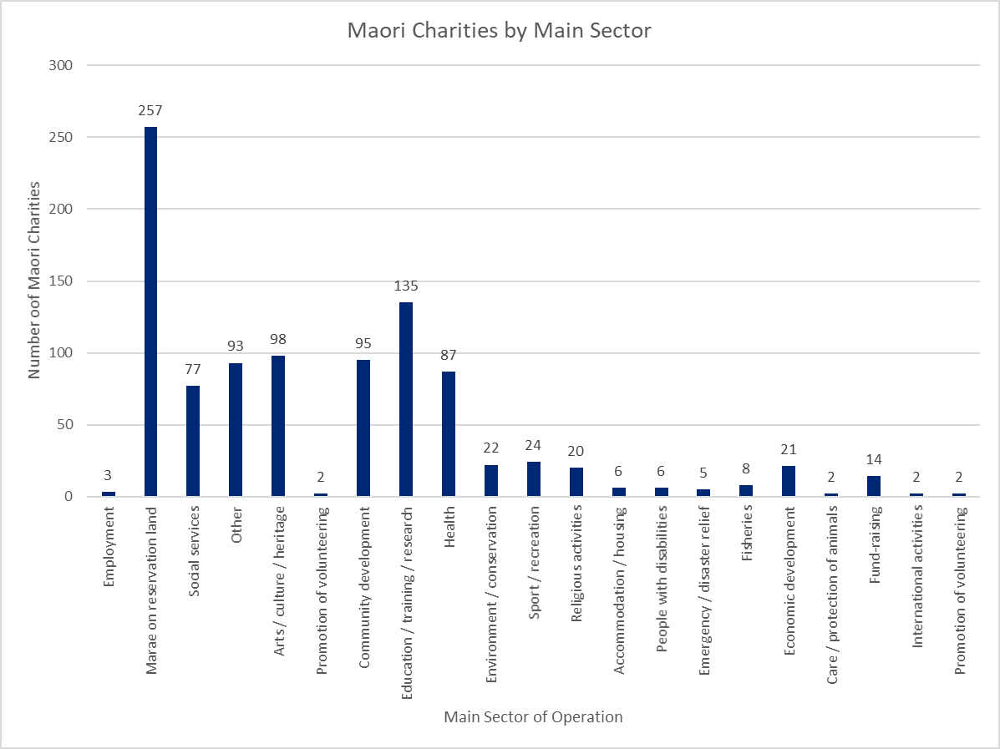 Maori Charities by Main Sector
Number oof Maori Charities
300
250
200
150
100
50
0
3
257
77
93
98
2
95
135
87
22
24
20
6
6
5
8
21
2
14
2
2
Employment
Marae on reservation land
Social services
Other
Arts / culture / heritage
Promotion of volunteering
Community development
Education / training / research
Health
Environment / conservation
Sport / recreation
Religious activities
Accommodation / housing
People with disabilities
Emergency / disaster relief
Fisheries
Economic development
Care / protection of animals
Fund-raising
International activities
Promotion of volunteering
Main Sector of Operation